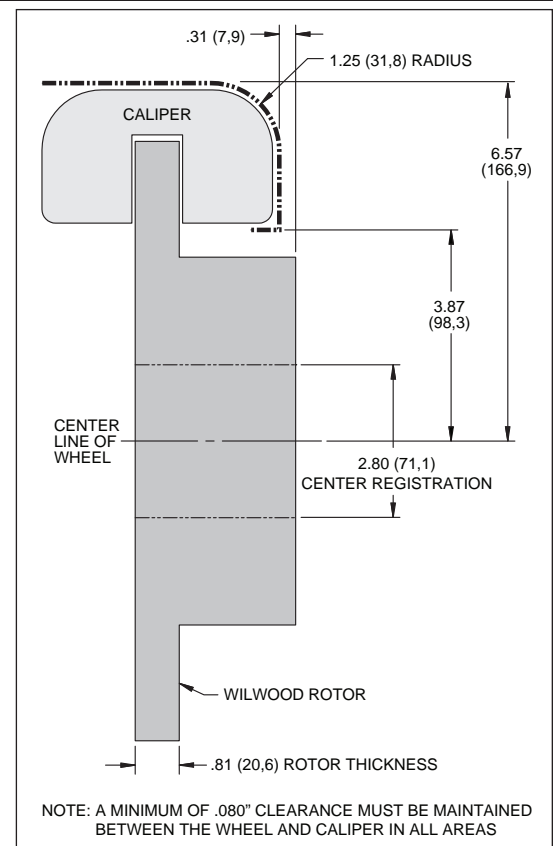 .31 (7,9)
1.25 (31,8) RADIUS
CALIPER
6.57
(166,9)
3.87
(98,3)
CENTER
LINE OF
WHEEL
2.80 (71,1)
CENTER REGISTRATION
WILWOOD ROTOR
.81 (20,6) ROTOR THICKNESS
NOTE: A MINIMUM OF .080" CLEARANCE MUST BE MAINTAINED
BETWEEN THE WHEEL AND CALIPER IN ALL AREAS